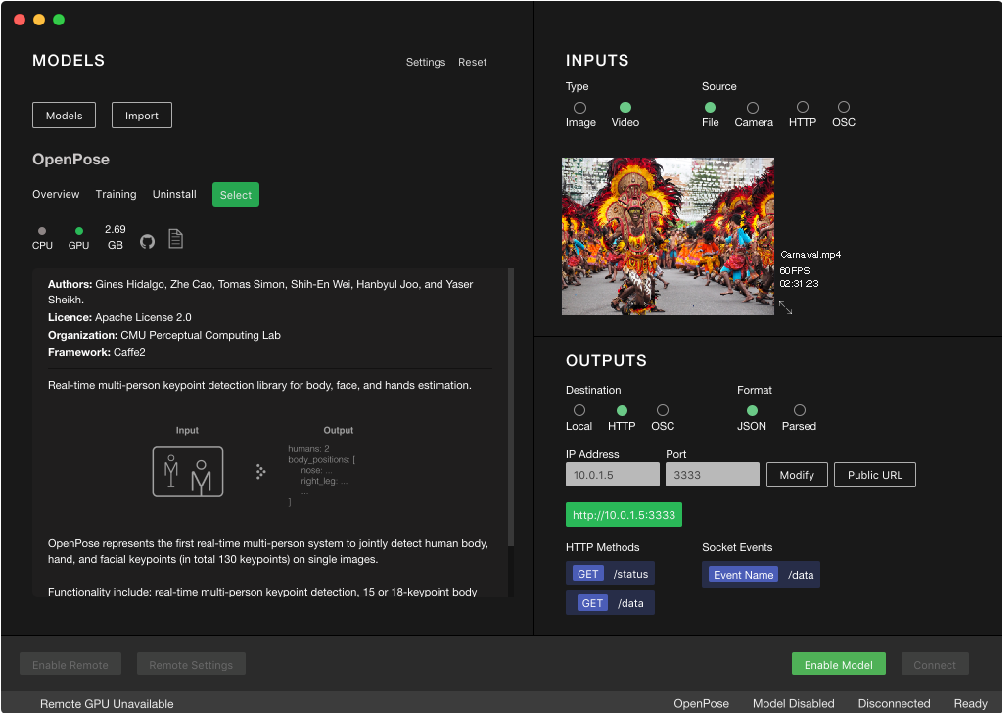 MODELS
Settings Reset
Models Import
OpenPose
Overview Training Uninstall Select
CPU GPU 2.69 GB
Authors: Gines Hidalgo, Zhe Cao, Tomas Simon, Shih-En Wei, Hanbyul Joo, and Yaser
Sheikh.
Licence: Apache License 2.0
Organization: CMU Perceptual Computing Lab
Framework: Caffe2
Real-time multi-person keypoint detection library for body, face, and hands estimation.
Input Output
humans: 2
body_positions: [
nose: ...
right_leg: ...
...
]
OpenPose represents the first real-time multi-person system to jointly detect human body,
hand, and facial keypoints (in total 130 keypoints) on single images.
Functionality include: real-time multi-person keypoint detection, 15 or 18-keypoint body
INPUTS
Type Source
Image Video File Camera HTTP OSC
Carnaval.mp4
60FPS
02:31:23
OUTPUTS
Destination Format
Local HTTP OSC JSON Parsed
IP Address Port
10.0.1.5 3333 Modify Public URL
http://10.0.1.5:3333
HTTP Methods Socket Events
GET /status Event Name /data
GET /data
Enable Remote Remote Settings Enable Model Connect
Remote GPU Unavailable OpenPose Model Disabled Disconnected Ready